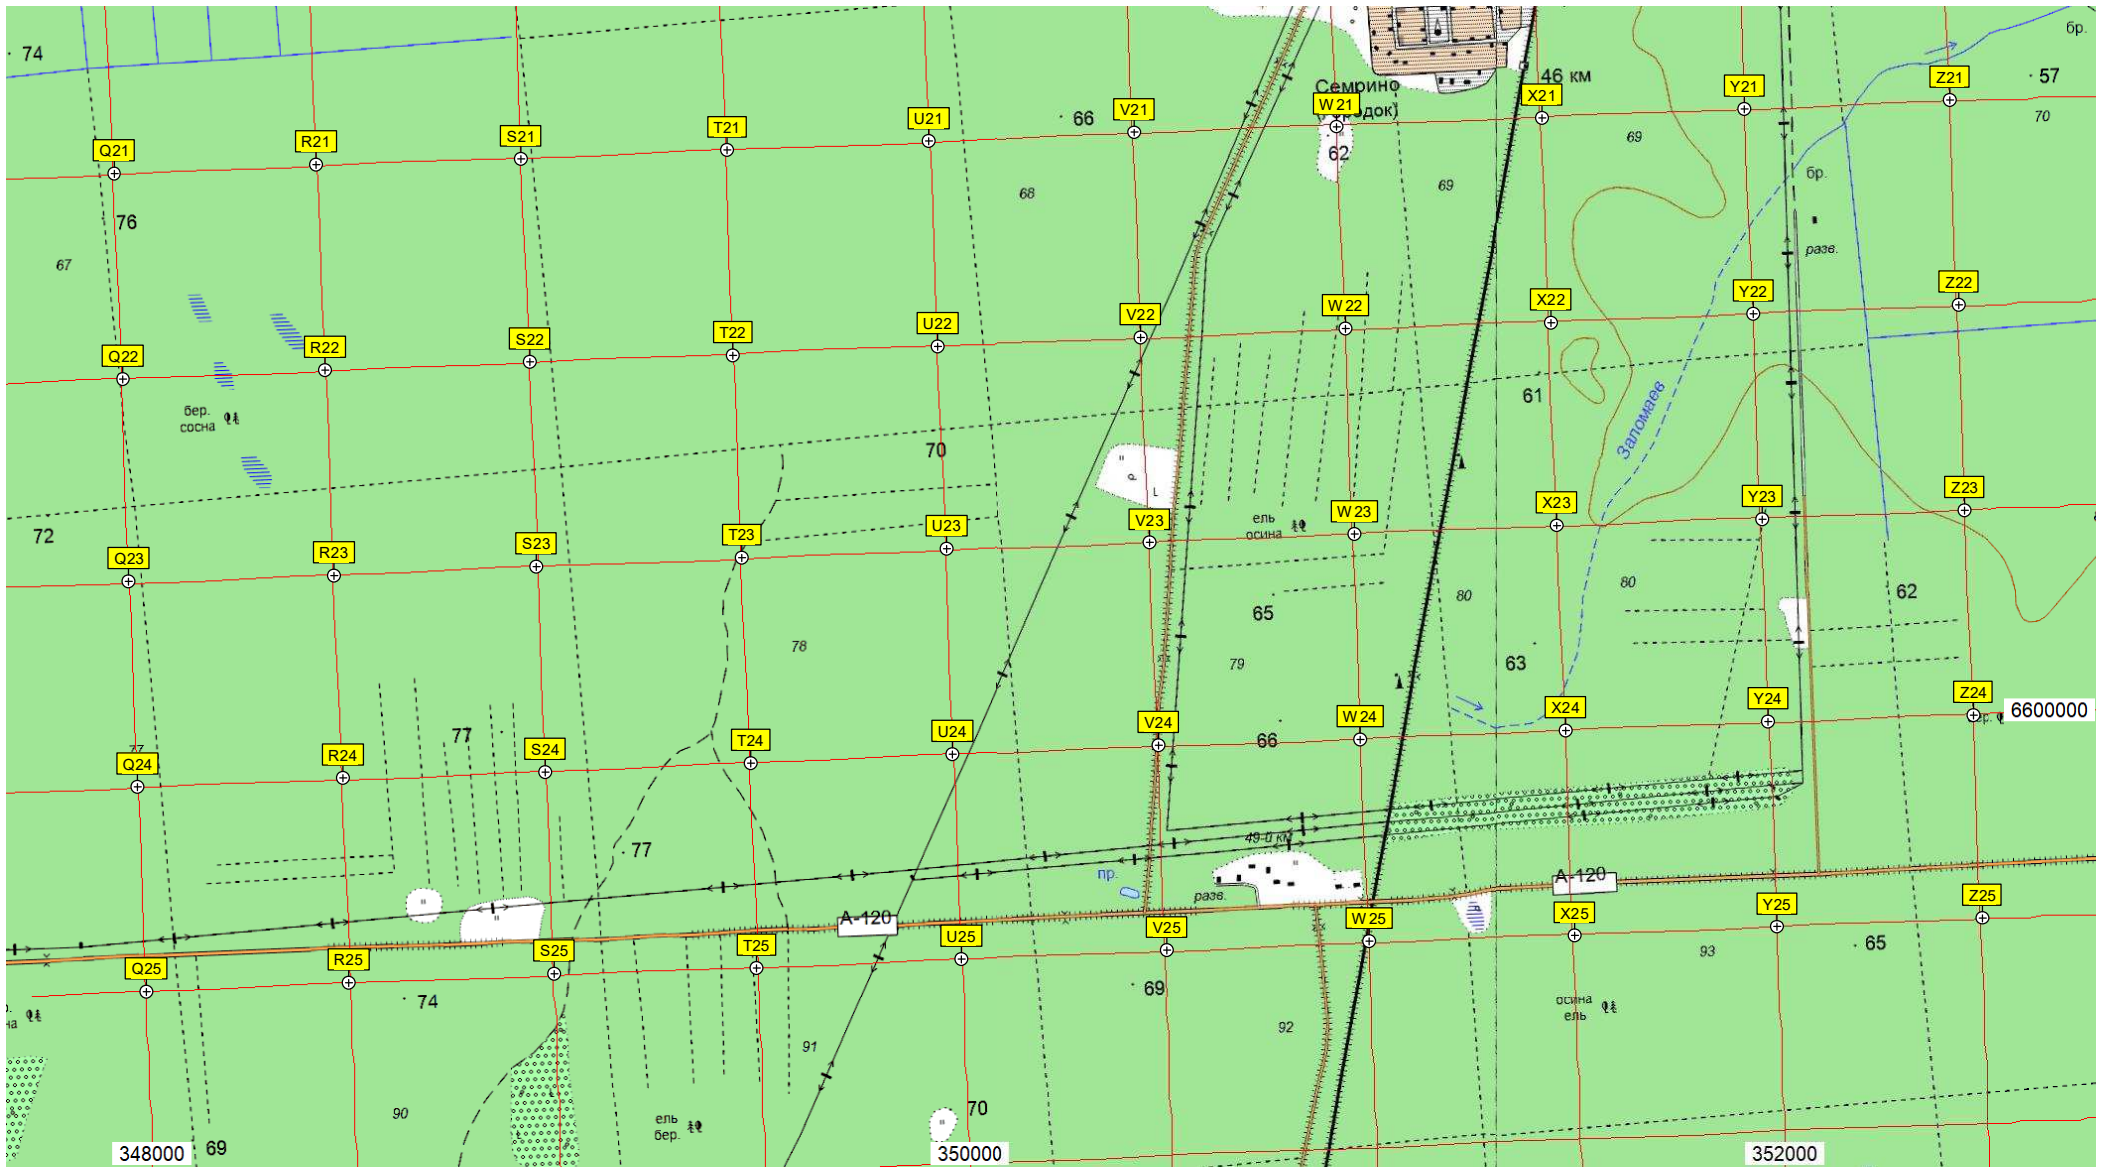 74
46 км
бр.
57
70
Семрино
62
66
69
69
68
76
67
бр.
разв.
Q21
R21
S21
T21
U21
V21
W21
X21
Y21
Z21
Q22
R22
S22
T22
U22
V22
W22
X22
Y22
Z22
бер.
сосна
70
61
Заломаев
72
ель
осина
Q23
R23
S23
T23
U23
V23
W23
X23
Y23
Z23
78
65
79
80
80
62
63
77
77
66
Q24
R24
S24
T24
U24
V24
W24
X24
Y24
Z24
6600000
77
49-й км
пр.
разв.
А-120
А-120
Q25
R25
S25
T25
U25
V25
W25
X25
Y25
Z25
74
69
93
65
осина
ель
92
91
90
ель
бер.
70
69
348000
350000
352000